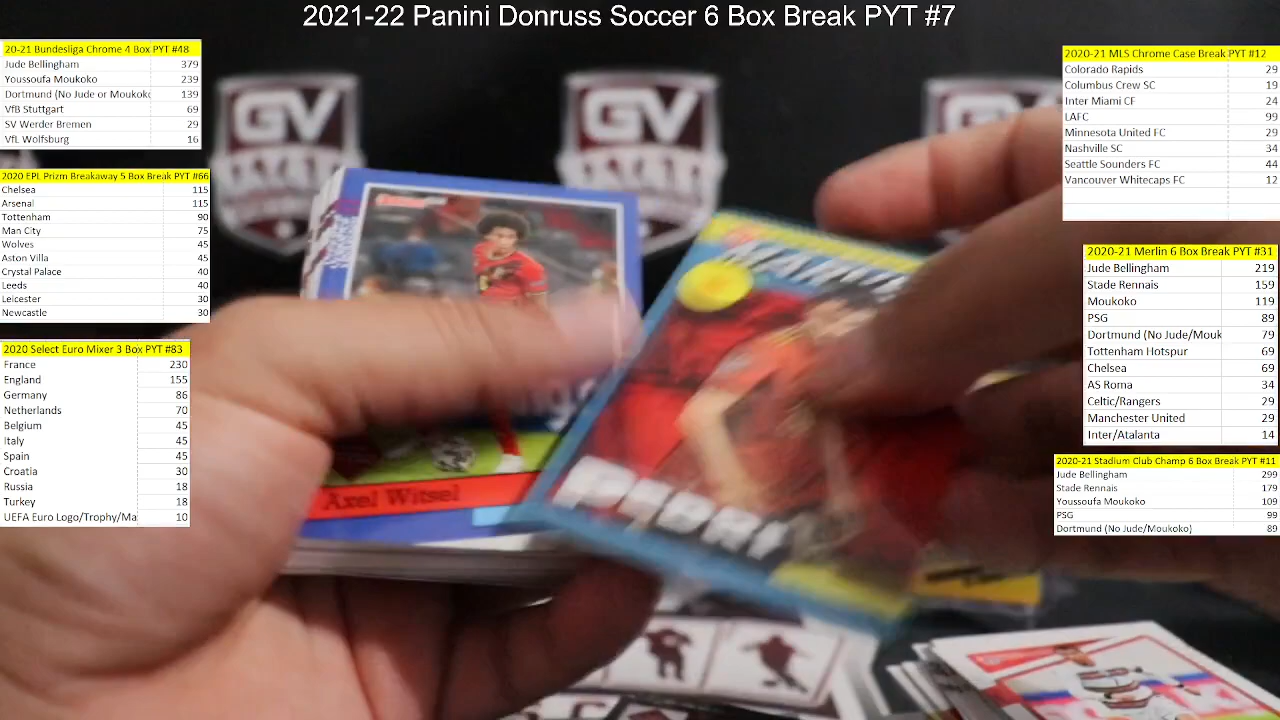 2021-22 Panini Donruss Soccer 6 Box Break PYT #7
20-21 Bundesliga Chrome 4 Box PYT #48
Jude Bellingham 379
Youssoufa Moukoko 239
Dortmund (No Jude or Moukoko 139
VfB Stuttgart 69
SV Werder Bremen 29
VfL Wolfsburg 16
2020 EPL Prizm Breakaway 5 Box Break PYT #66
Chelsea 115
Arsenal 115
Tottenham 90
Man City 75
Wolves 45
Aston Villa 45
Crystal Palace 40
Leeds 40
Leicester 30
Newcastle 30
2020 Select Euro Mixer 3 Box PYT #83
France 230
England 155
Germany 86
Netherlands 70
Belgium 45
Italy 45
Spain 45
Croatia 30
Russia 18
Turkey 18
UEFA Euro Logo/Trophy/Ma 10
2020-21 MLS Chrome Case Break PYT #12
Colorado Rapids 29
Columbus Crew SC 19
Inter Miami CF 24
LAFC 99
Minnesota United FC 29
Nashville SC 34
Seattle Sounders FC 44
Vancouver Whitecaps FC 12
2020-21 Merlin 6 Box Break PYT #31
Jude Bellingham 219
Stade Rennais 159
Moukoko 119
PSG 89
Dortmund (No Jude/Mouk 79
Tottenham Hotspur 69
Chelsea 69
AS Roma 34
Celtic/Rangers 29
Manchester United 29
Inter/Atalanta 14
2020-21 Stadium Club Champ 6 Box Break PYT #11
Jude Bellingham 299
Stade Rennais 179
Youssoufa Moukoko 109
PSG 99
Dortmund (No Jude/Moukoko) 89
GV
GV
GV
Axel Witsel
PEDRI